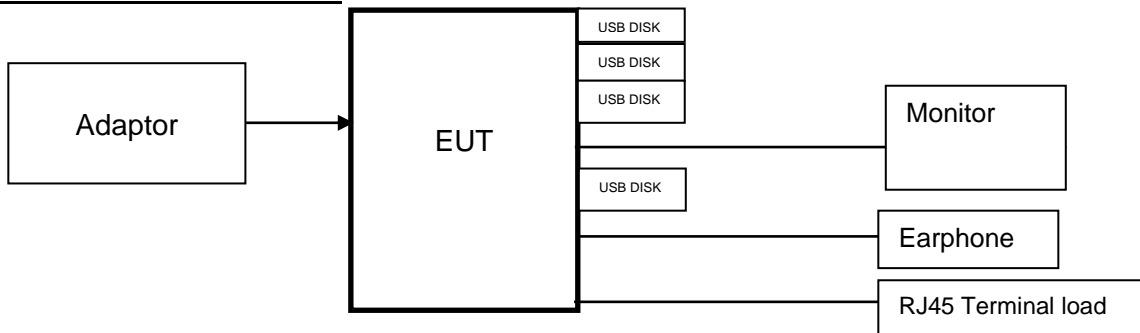 USB DISK
USB DISK
USB DISK
Adaptor
EUT
Monitor
USB DISK
Earphone
RJ45 Terminal load